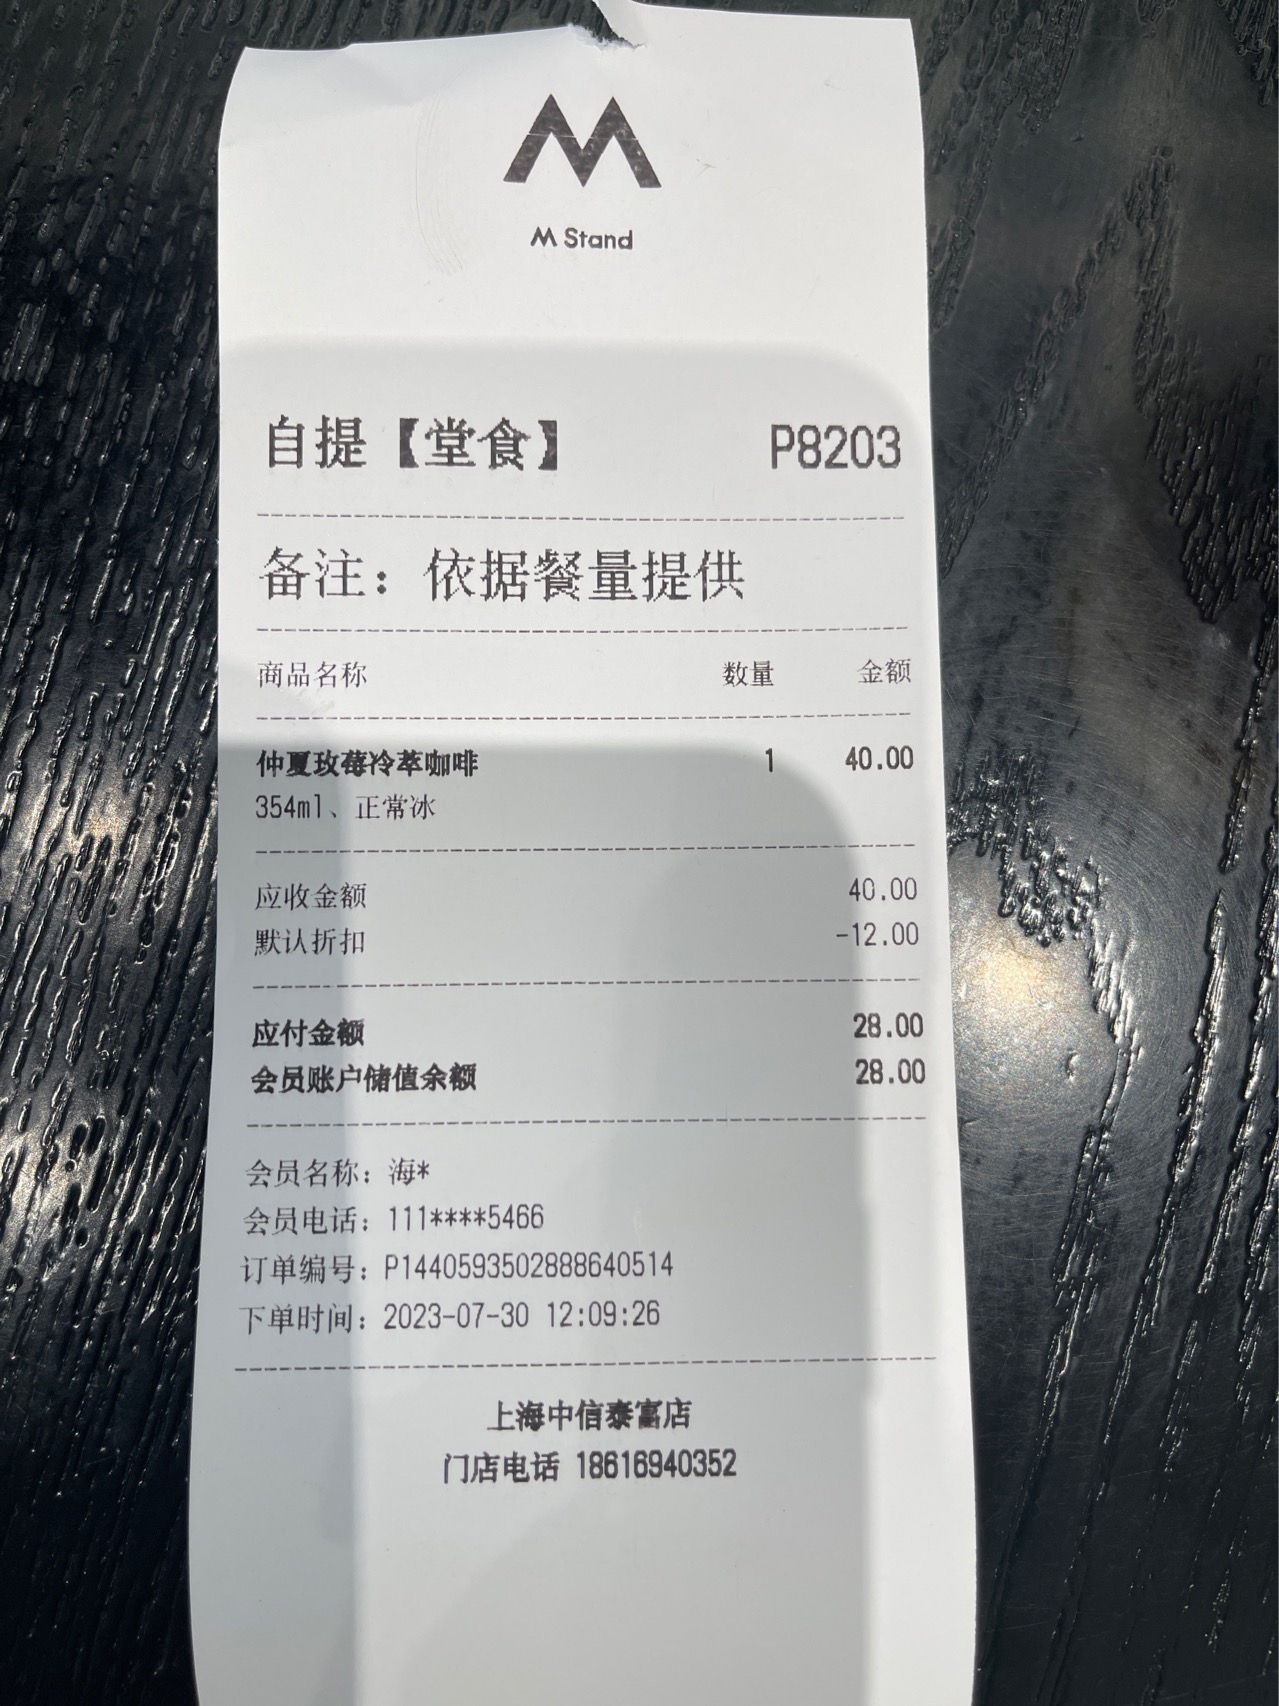 M Stand
自提【堂食】 P8203
备注：依据餐量提供
商品名称 数量 金额
仲夏玫莓冷萃咖啡 1 40.00
354ml、正常冰
应收金额 40.00
默认折扣 -12.00
应付金额 28.00
会员账户储值余额 28.00
会员名称：海*
会员电话：111****5466
订单编号：P1440593502888640514
下单时间：2023-07-30 12:09:26
上海中信泰富店
门店电话 18616940352